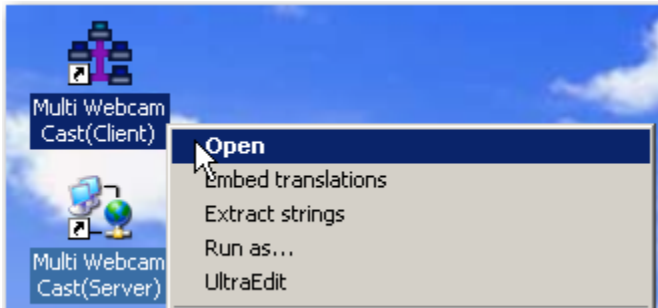 Multi Webcam
Cast(Client)
Open
Embed translations
Extract strings
Run as...
UltraEdit
Multi Webcam
Cast(Server)